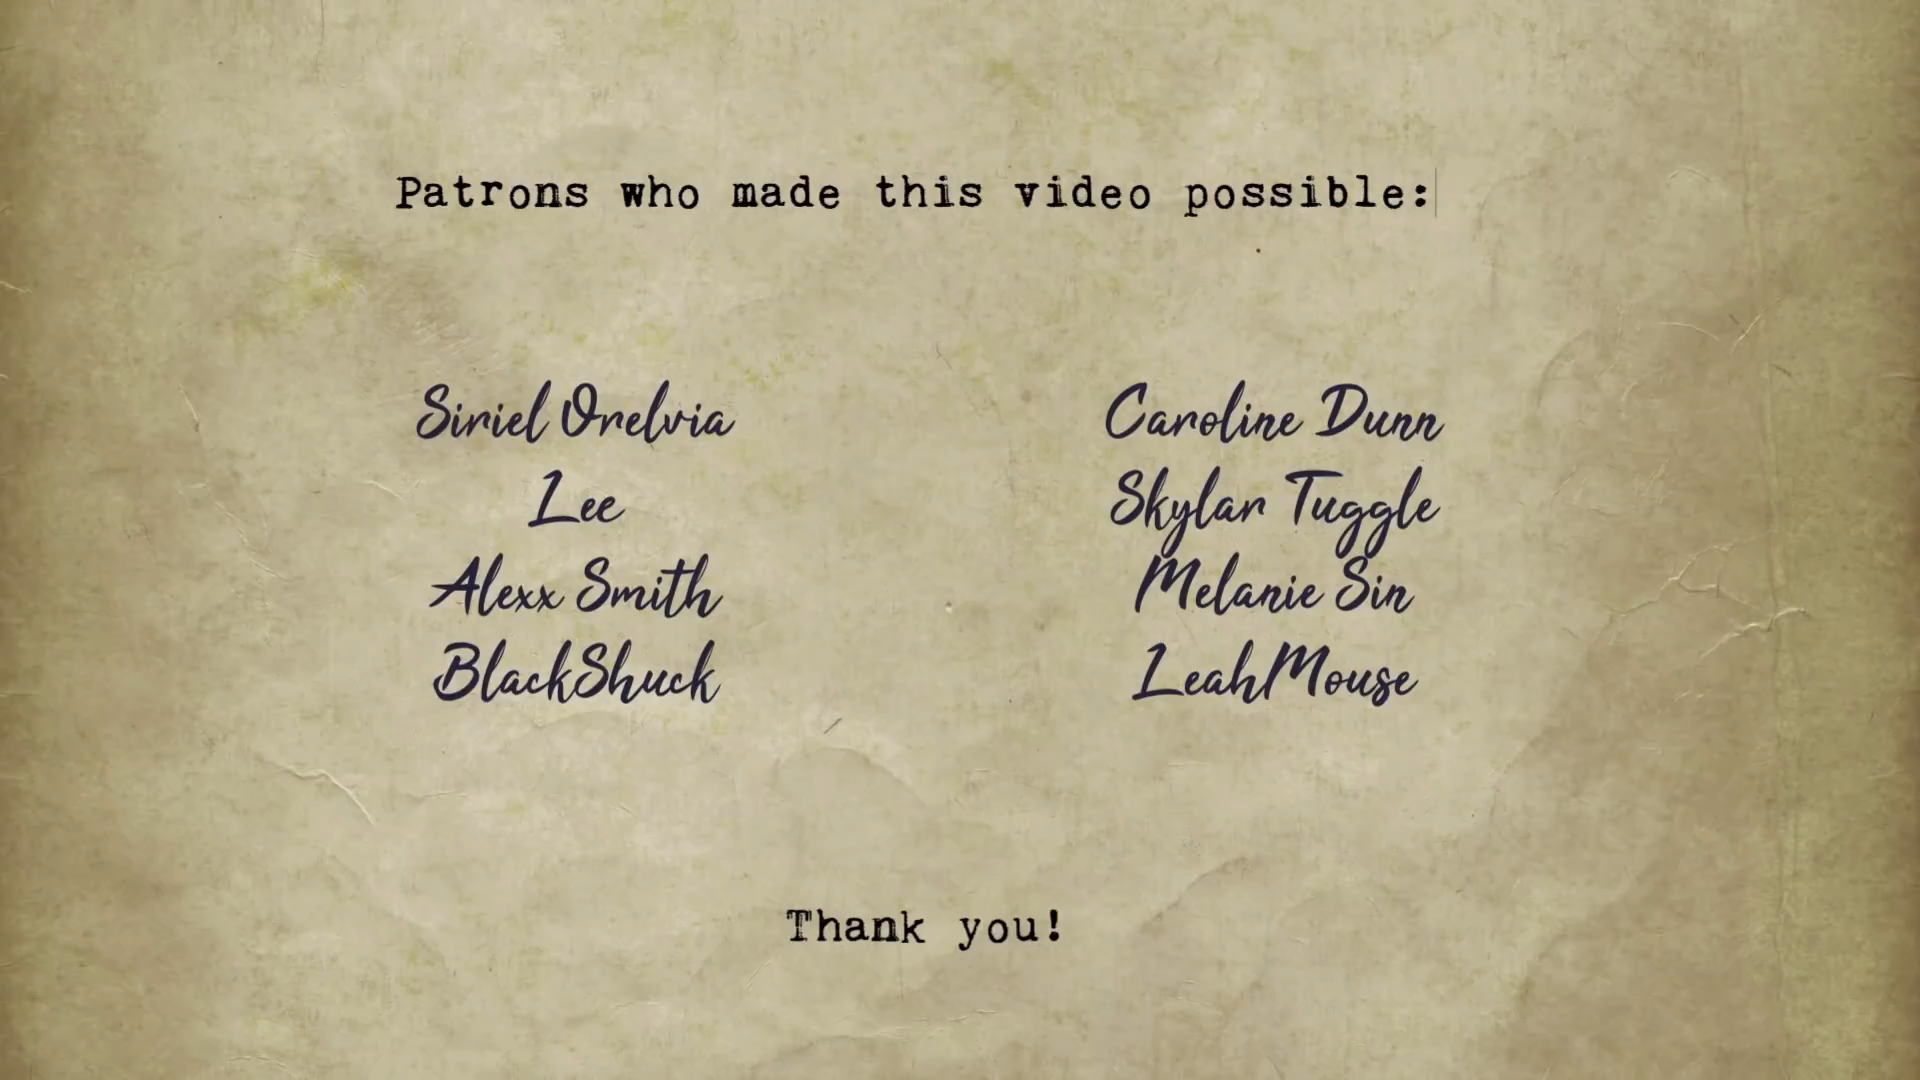 Patrons who made this video possible:
Siriel Orelvia
Lee
Alexx Smith
BlackShuck
Caroline Dunn
Skylar Tuggle
Melanie Sin
LeahMouse
Thank you!